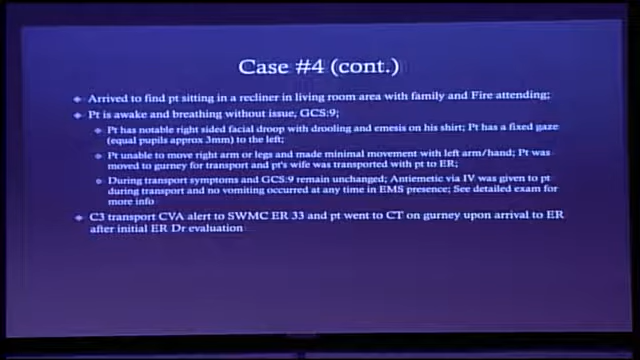 Case #4 (cont.)
Arrived to find pt sitting in a recliner in living room area with family and Fire attending;
Pt is awake and breathing without issue, GCS:9;
Pt has notable right sided facial droop with drooling and emesis on his shirt; Pt has a fixed gaze
(equal pupils approx 3mm) to the left;
Pt unable to move right arm or legs and made minimal movement with left arm/hand; Pt was
moved to gurney for transport and pt's wife was transported with pt to ER;
During transport symptoms and GCS:9 remain unchanged; Antiemetic via IV was given to pt
during transport and no vomiting occurred at any time in EMS presence; See detailed exam for
more info
C3 transport CVA alert to SWMC ER 33 and pt went to CT on gurney upon arrival to ER
after initial ER Dr evaluation